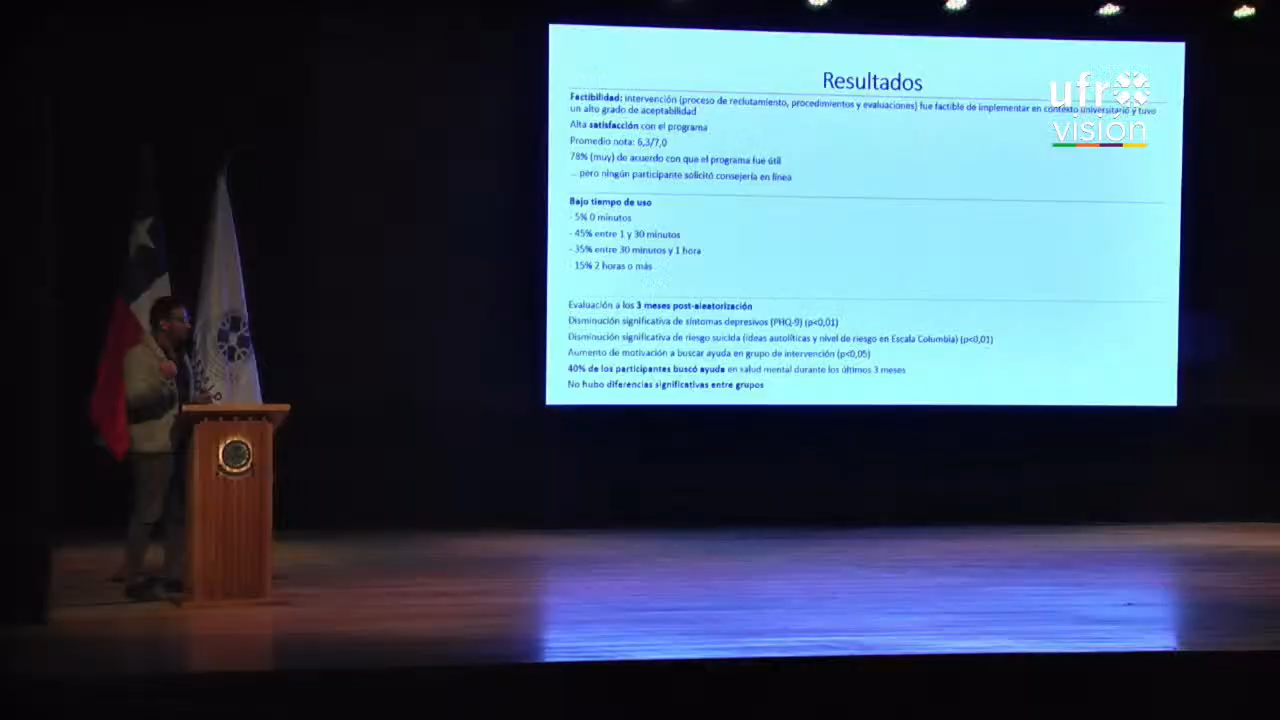 Resultados
Factibilidad: intervención (proceso de reclutamiento, procedimientos y evaluaciones) fue factible de implementar en contexto universitario y tuvo
un alto grado de aceptabilidad
Alta satisfacción con el programa
Promedio nota: 6,3/7,0
78% (muy) de acuerdo con que el programa fue útil
... pero ningún participante solicitó consejería en línea
Bajo tiempo de uso
- 5% 0 minutos
- 45% entre 1 y 30 minutos
- 35% entre 30 minutos y 1 hora
- 15% 2 horas o más
Evaluación a los 3 meses post-aleatorización
Disminución significativa de síntomas depresivos (PHQ-9) (p<0,01)
Disminución significativa de riesgo suicida (ideas autolíticas y nivel de riesgo en Escala Columbia) (p<0,01)
Aumento de motivación a buscar ayuda en grupo de intervención (p<0,05)
40% de los participantes buscó ayuda en salud mental durante los últimos 3 meses
No hubo diferencias significativas entre grupos
ufro
visión